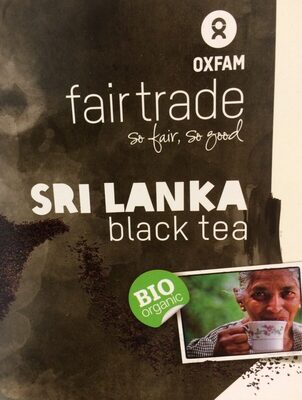 OXFAM
fairtrade
so fair, so good
SRI LANKA
black tea
BIO
organic